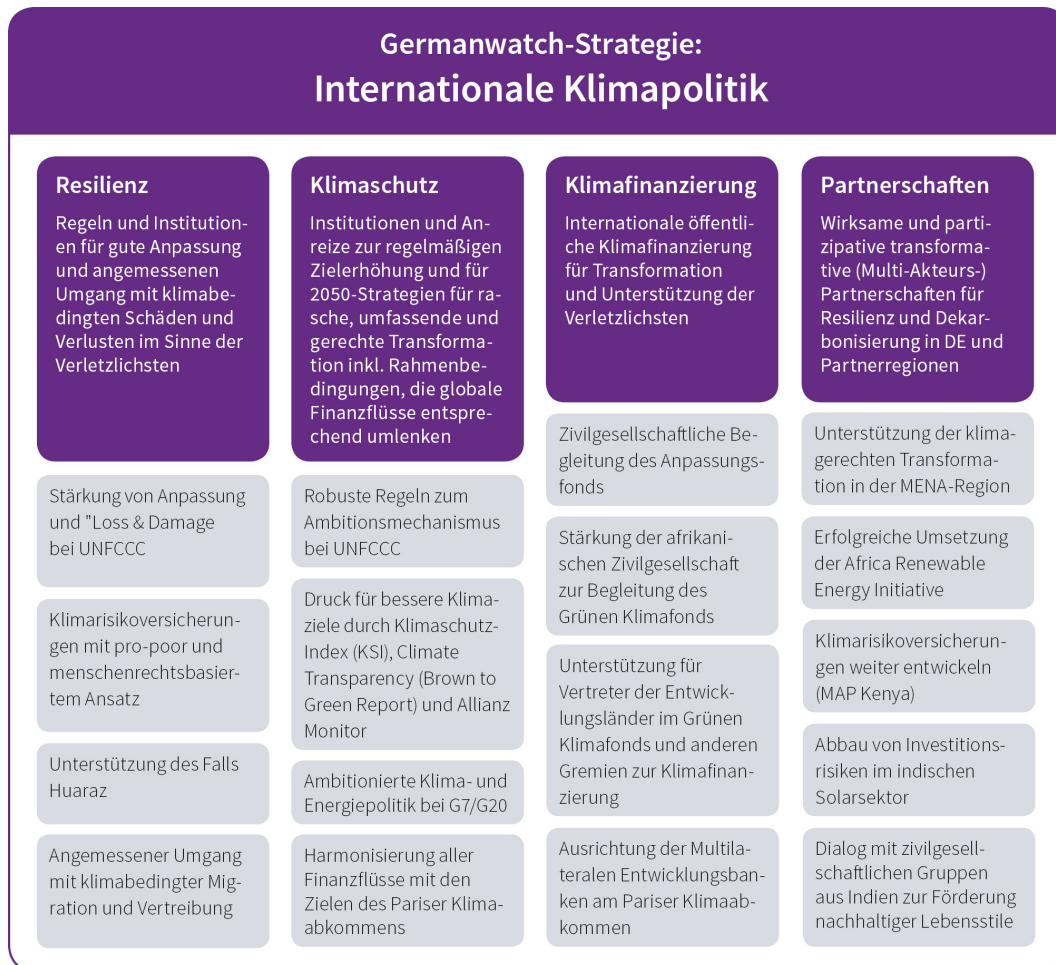 Germanwatch-Strategie:
Internationale Klimapolitik
Resilienz
Regeln und Institution-
en für gute Anpassung
und angemessenen
Umgang mit klimabe-
dingten Schäden und
Verlusten im Sinne der
Verletzlichsten
Stärkung von Anpassung
und "Loss & Damage
bei UNFCCC
Klimarisikoversicherun-
gen mit pro-poor und
menschenrechtsbasier-
tem Ansatz
Unterstützung des Falls
Huaraz
Angemessener Umgang
mit klimabedingter Mig-
ration und Vertreibung
Klimaschutz
Institutionen und An-
reize zur regelmäßigen
Zielerhöhung und für
2050-Strategien für ra-
sche, umfassende und
gerechte Transforma-
tion inkl. Rahmenbe-
dingungen, die globale
Finanzflüsse entspre-
chend umlenken
Robuste Regeln zum
Ambitionsmechanismus
bei UNFCCC
Druck für bessere Klima-
ziele durch Klimaschutz-
Index (KSI), Climate
Transparency (Brown to
Green Report) und Allianz
Monitor
Ambitionierte Klima- und
Energiepolitik bei G7/G20
Harmonisierung aller
Finanzflüsse mit den
Zielen des Pariser Klima-
abkommens
Klimafinanzierung
Internationale öffentli-
che Klimafinanzierung
für Transformation
und Unterstützung der
Verletzlichsten
Zivilgesellschaftliche Be-
gleitung des Anpassungs-
fonds
Stärkung der afrikani-
schen Zivilgesellschaft
zur Begleitung des
Grünen Klimafonds
Unterstützung für
Vertreter der Entwick-
lungsländer im Grünen
Klimafonds und anderen
Gremien zur Klimafinan-
zierung
Ausrichtung der Multila-
teralen Entwicklungsban-
ken am Pariser Klimaab-
kommen
Partnerschaften
Wirksame und parti-
zipative transforma-
tive (Multi-Akteurs-)
Partnerschaften für
Resilienz und Dekar-
bonisierung in DE und
Partnerregionen
Unterstützung der klima-
gerechten Transforma-
tion in der MENA-Region
Erfolgreiche Umsetzung
der Africa Renewable
Energy Initiative
Klimarisikoversicherun-
gen weiter entwickeln
(MAP Kenya)
Abbau von Investitions-
risiken im indischen
Solarsektor
Dialog mit zivilgesell-
schaftlichen Gruppen
aus Indien zur Förderung
nachhaltiger Lebensstile